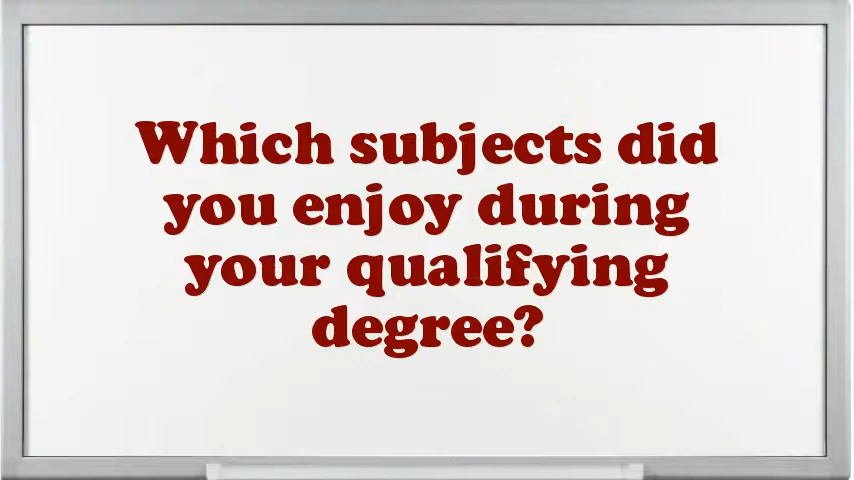 Which subjects did
you enjoy during
your qualifying
degree?